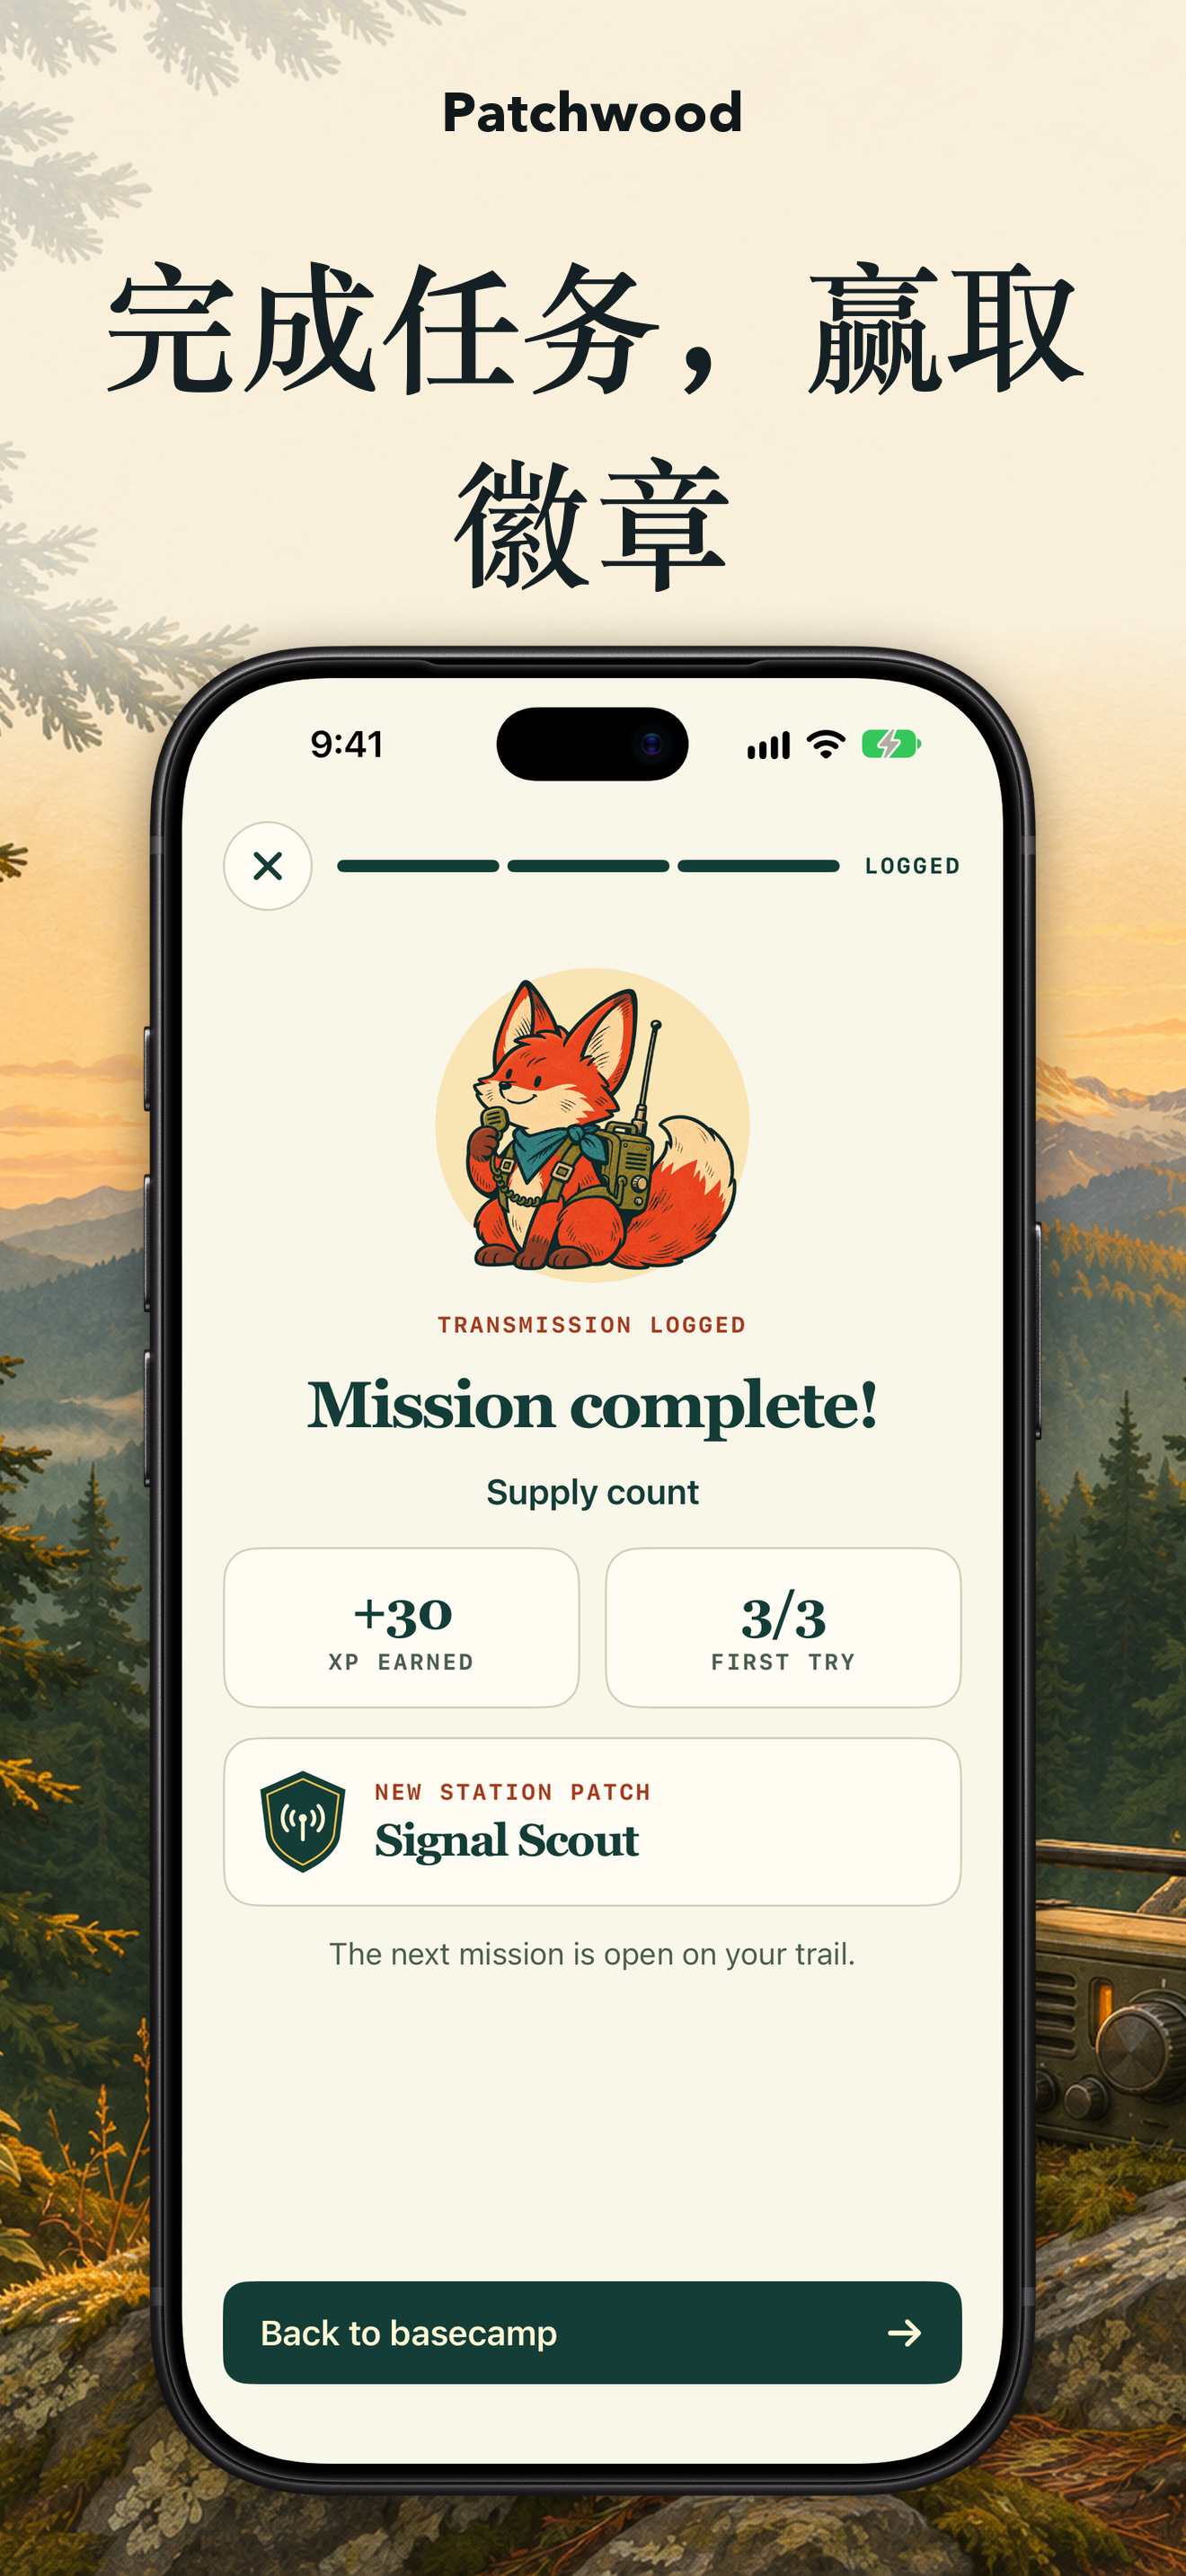 Patchwood
完成任务，赢取
徽章
9:41
LOGGED
TRANSMISSION LOGGED
Mission complete!
Supply count
+30
XP EARNED
3/3
FIRST TRY
NEW STATION PATCH
Signal Scout
The next mission is open on your trail.
Back to basecamp